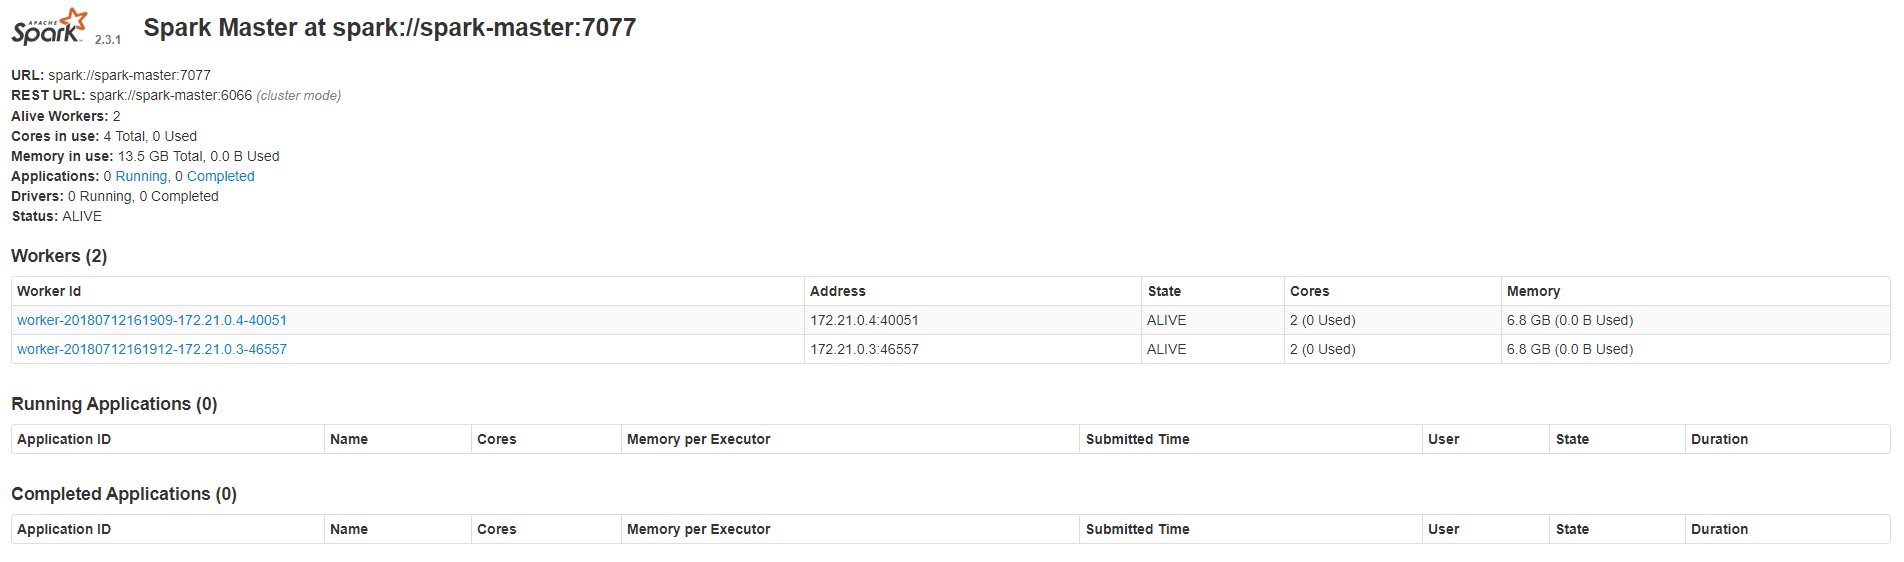 APACHE
Spark 2.3.1 Spark Master at spark://spark-master:7077
URL: spark://spark-master:7077
REST URL: spark://spark-master:6066 (cluster mode)
Alive Workers: 2
Cores in use: 4 Total, 0 Used
Memory in use: 13.5 GB Total, 0.0 B Used
Applications: 0 Running, 0 Completed
Drivers: 0 Running, 0 Completed
Status: ALIVE
Workers (2)
Worker Id Address State Cores Memory
worker-20180712161909-172.21.0.4-40051 172.21.0.4:40051 ALIVE 2 (0 Used) 6.8 GB (0.0 B Used)
worker-20180712161912-172.21.0.3-46557 172.21.0.3:46557 ALIVE 2 (0 Used) 6.8 GB (0.0 B Used)
Running Applications (0)
Application ID Name Cores Memory per Executor Submitted Time User State Duration
Completed Applications (0)
Application ID Name Cores Memory per Executor Submitted Time User State Duration